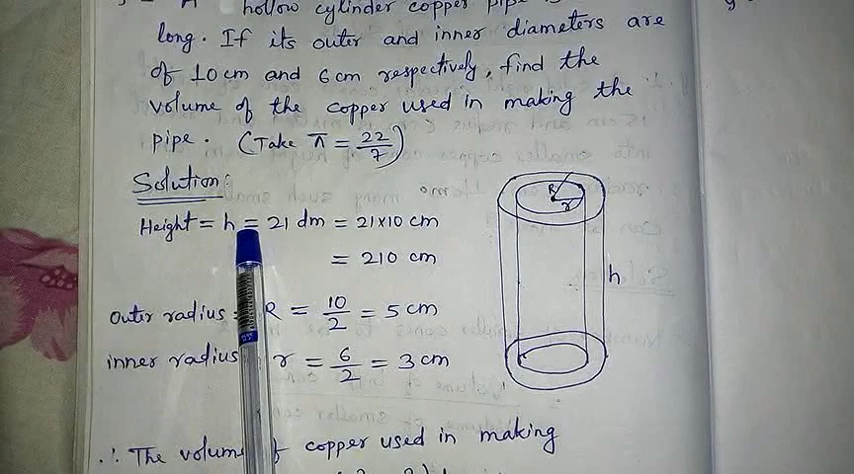 A hollow cylinder copper pipe
long. If its outer and inner diameters are
of 10 cm and 6 cm respectively, find the
volume of the copper used in making the
pipe. (Take π = 22/7)
Solution:
Height = h = 21 dm = 21×10 cm
= 210 cm
outer radius = R = 10/2 = 5 cm
inner radius r = 6/2 = 3 cm
∴ The volume of copper used in making
R
r
h